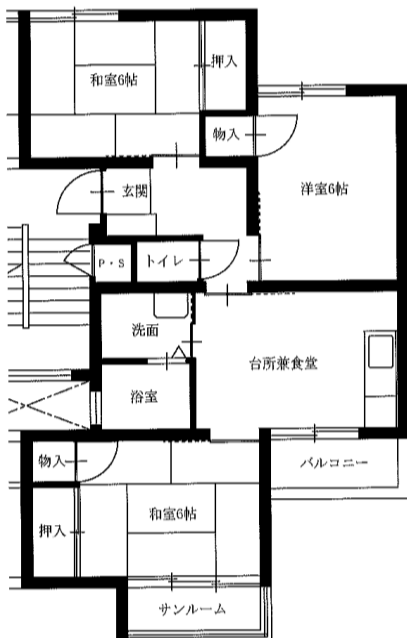 押入
和室6帖
物入
玄関
洋室6帖
P・S
トイレ
洗面
台所兼食堂
浴室
物入
バルコニー
押入
和室6帖
サンルーム